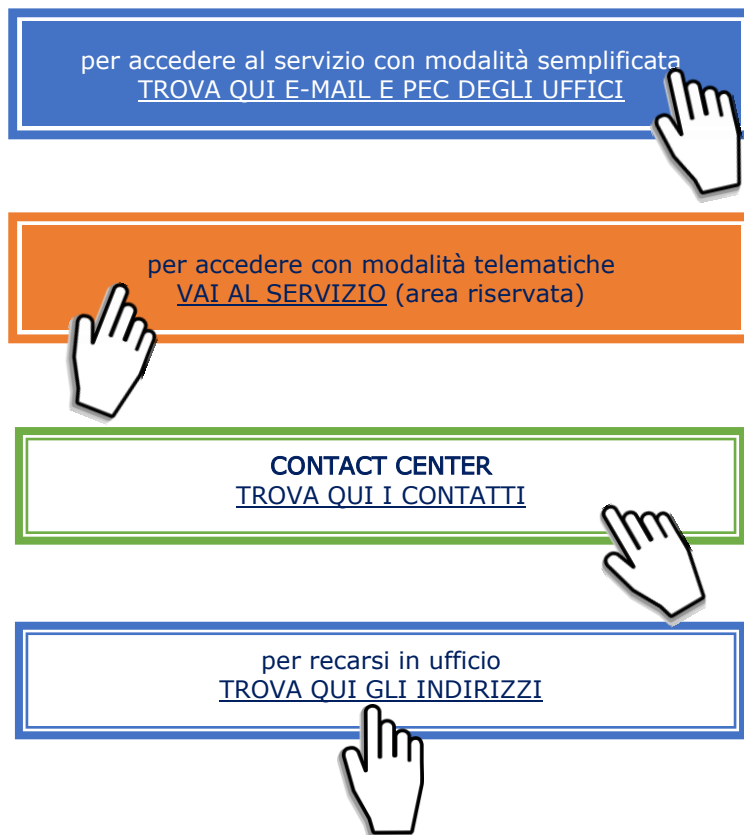 per accedere al servizio con modalità semplificata
TROVA QUI E-MAIL E PEC DEGLI UFFICI
per accedere con modalità telematiche
VAI AL SERVIZIO (area riservata)
CONTACT CENTER
TROVA QUI I CONTATTI
per recarsi in ufficio
TROVA QUI GLI INDIRIZZI